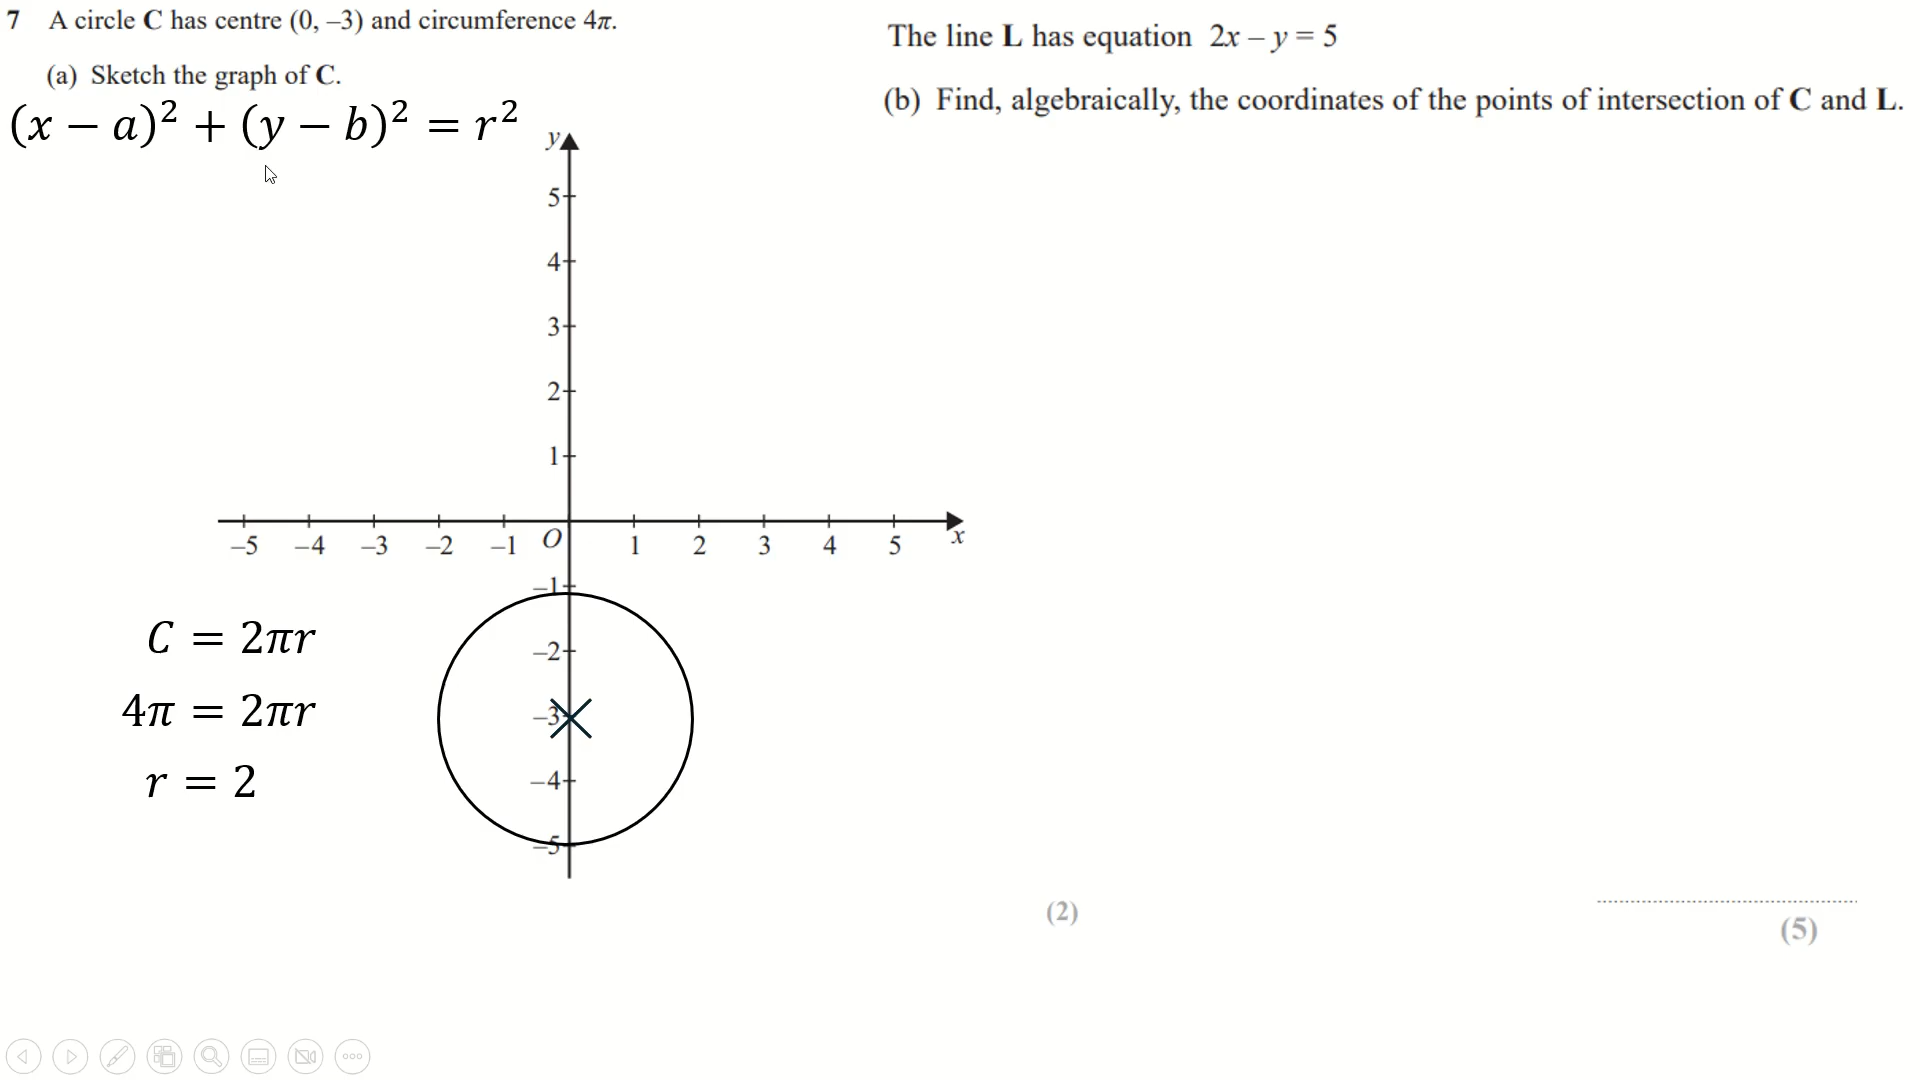 7 A circle C has centre (0, –3) and circumference 4π.
(a) Sketch the graph of C.
(x − a)² + (y − b)² = r²
y
5
4
3
2
1
–5 –4 –3 –2 –1 O 1 2 3 4 5 x
–1
–2
–3
–4
–5
C = 2πr
4π = 2πr
r = 2
(2)
The line L has equation 2x – y = 5
(b) Find, algebraically, the coordinates of the points of intersection of C and L.
(5)